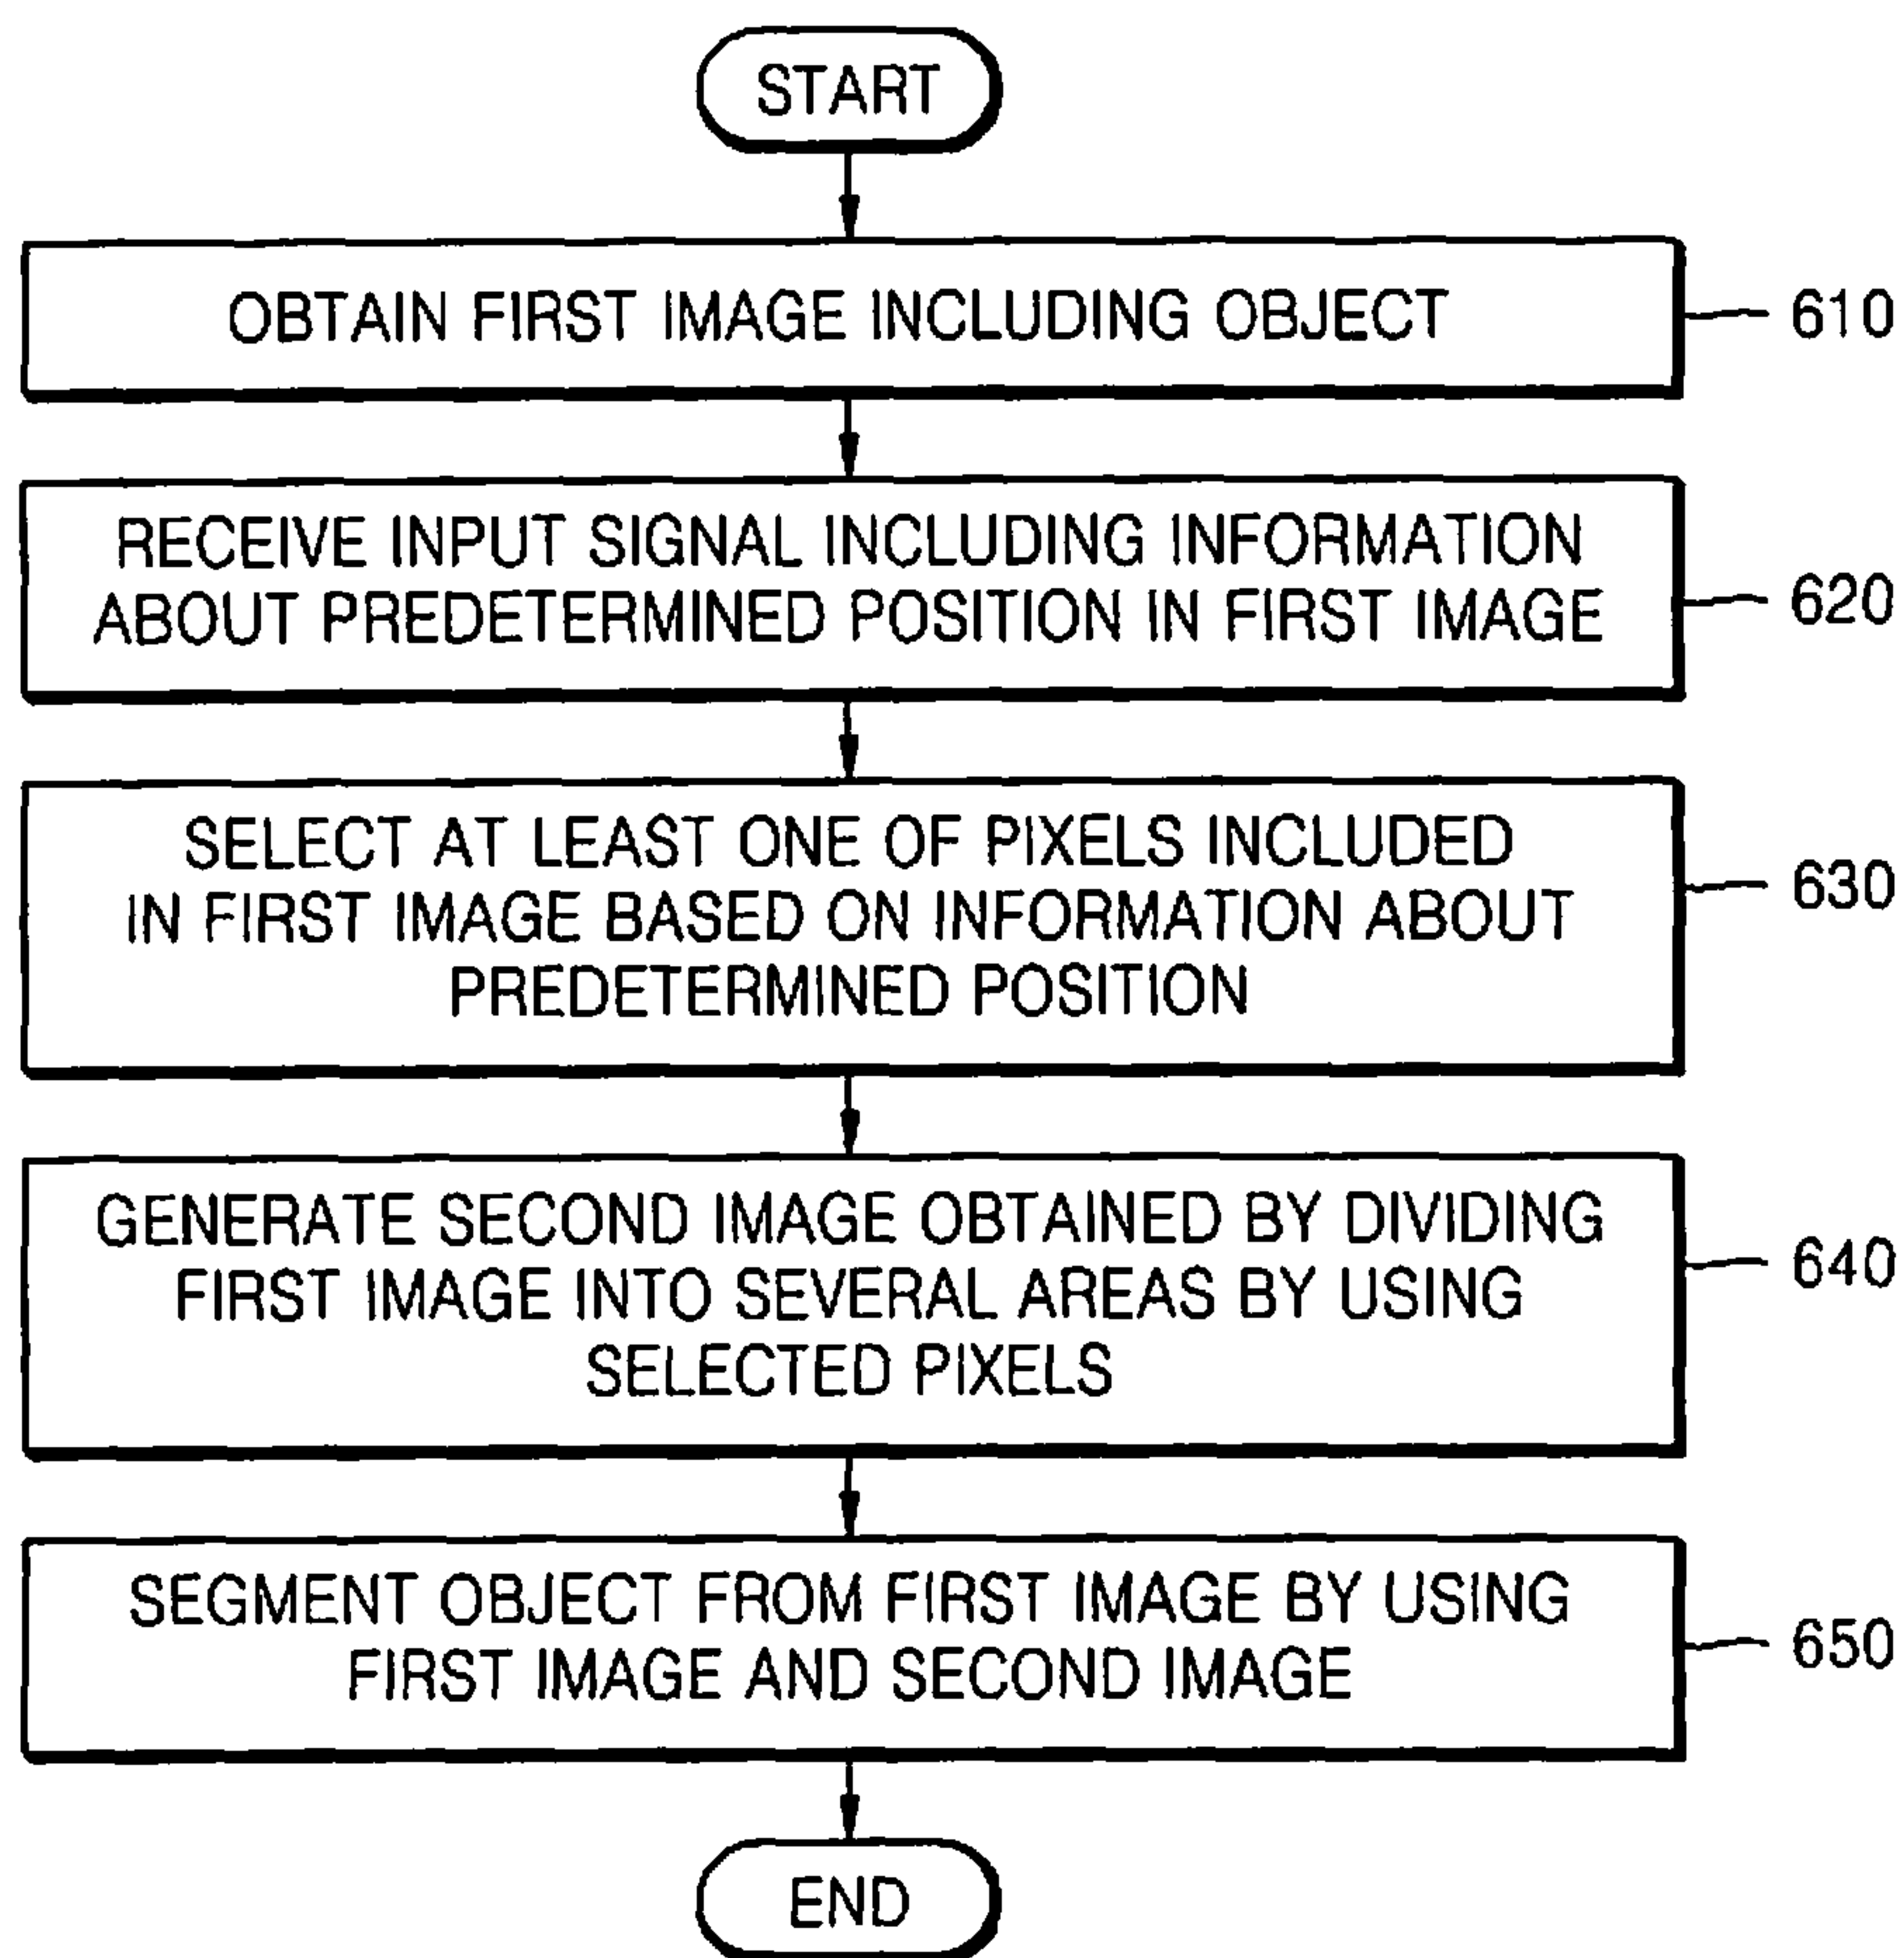 START
OBTAIN FIRST IMAGE INCLUDING OBJECT
610
RECEIVE INPUT SIGNAL INCLUDING INFORMATION
ABOUT PREDETERMINED POSITION IN FIRST IMAGE
620
SELECT AT LEAST ONE OF PIXELS INCLUDED
IN FIRST IMAGE BASED ON INFORMATION ABOUT
PREDETERMINED POSITION
630
GENERATE SECOND IMAGE OBTAINED BY DIVIDING
FIRST IMAGE INTO SEVERAL AREAS BY USING
SELECTED PIXELS
640
SEGMENT OBJECT FROM FIRST IMAGE BY USING
FIRST IMAGE AND SECOND IMAGE
650
END